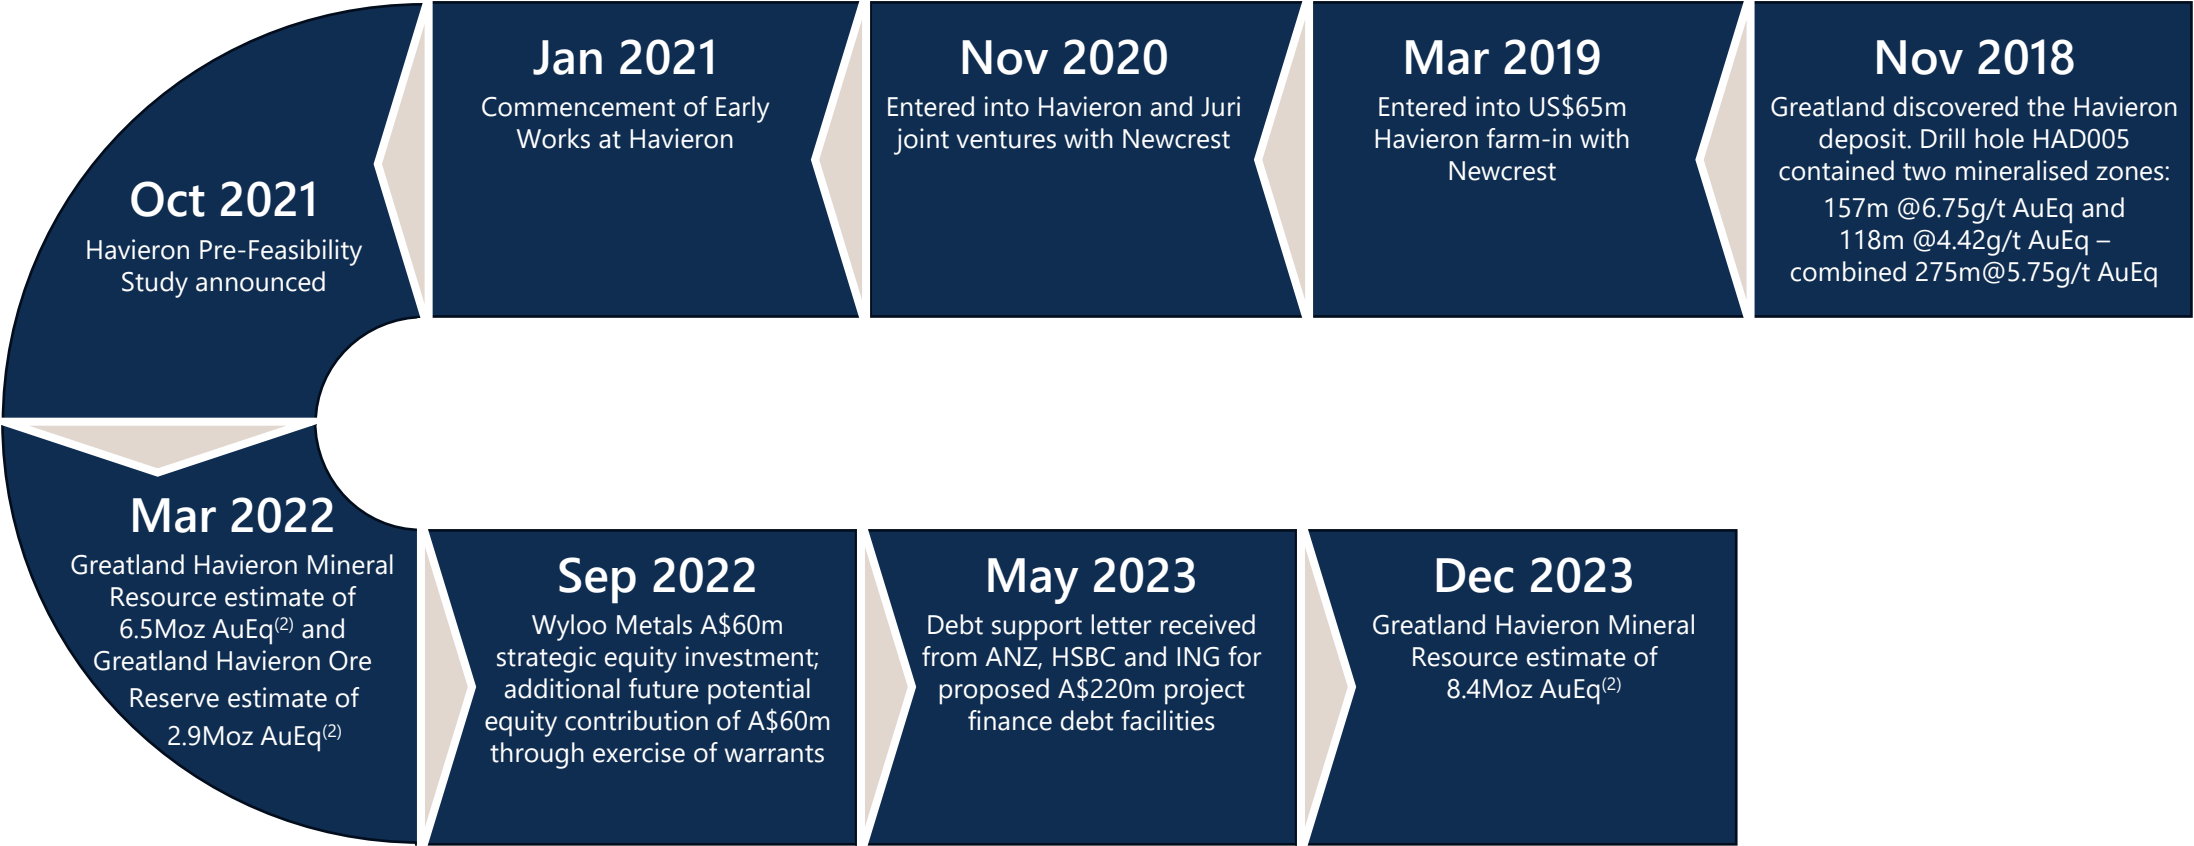 Nov 2018
Greatland discovered the Havieron
deposit. Drill hole HAD005
contained two mineralised zones:
157m @6.75g/t AuEq and
118m @4.42g/t AuEq –
combined 275m@5.75g/t AuEq
Mar 2019
Entered into US$65m
Havieron farm-in with
Newcrest
Nov 2020
Entered into Havieron and Juri
joint ventures with Newcrest
Jan 2021
Commencement of Early
Works at Havieron
Oct 2021
Havieron Pre-Feasibility
Study announced
Mar 2022
Greatland Havieron Mineral
Resource estimate of
6.5Moz AuEq(2) and
Greatland Havieron Ore
Reserve estimate of
2.9Moz AuEq(2)
Sep 2022
Wyloo Metals A$60m
strategic equity investment;
additional future potential
equity contribution of A$60m
through exercise of warrants
May 2023
Debt support letter received
from ANZ, HSBC and ING for
proposed A$220m project
finance debt facilities
Dec 2023
Greatland Havieron Mineral
Resource estimate of
8.4Moz AuEq(2)